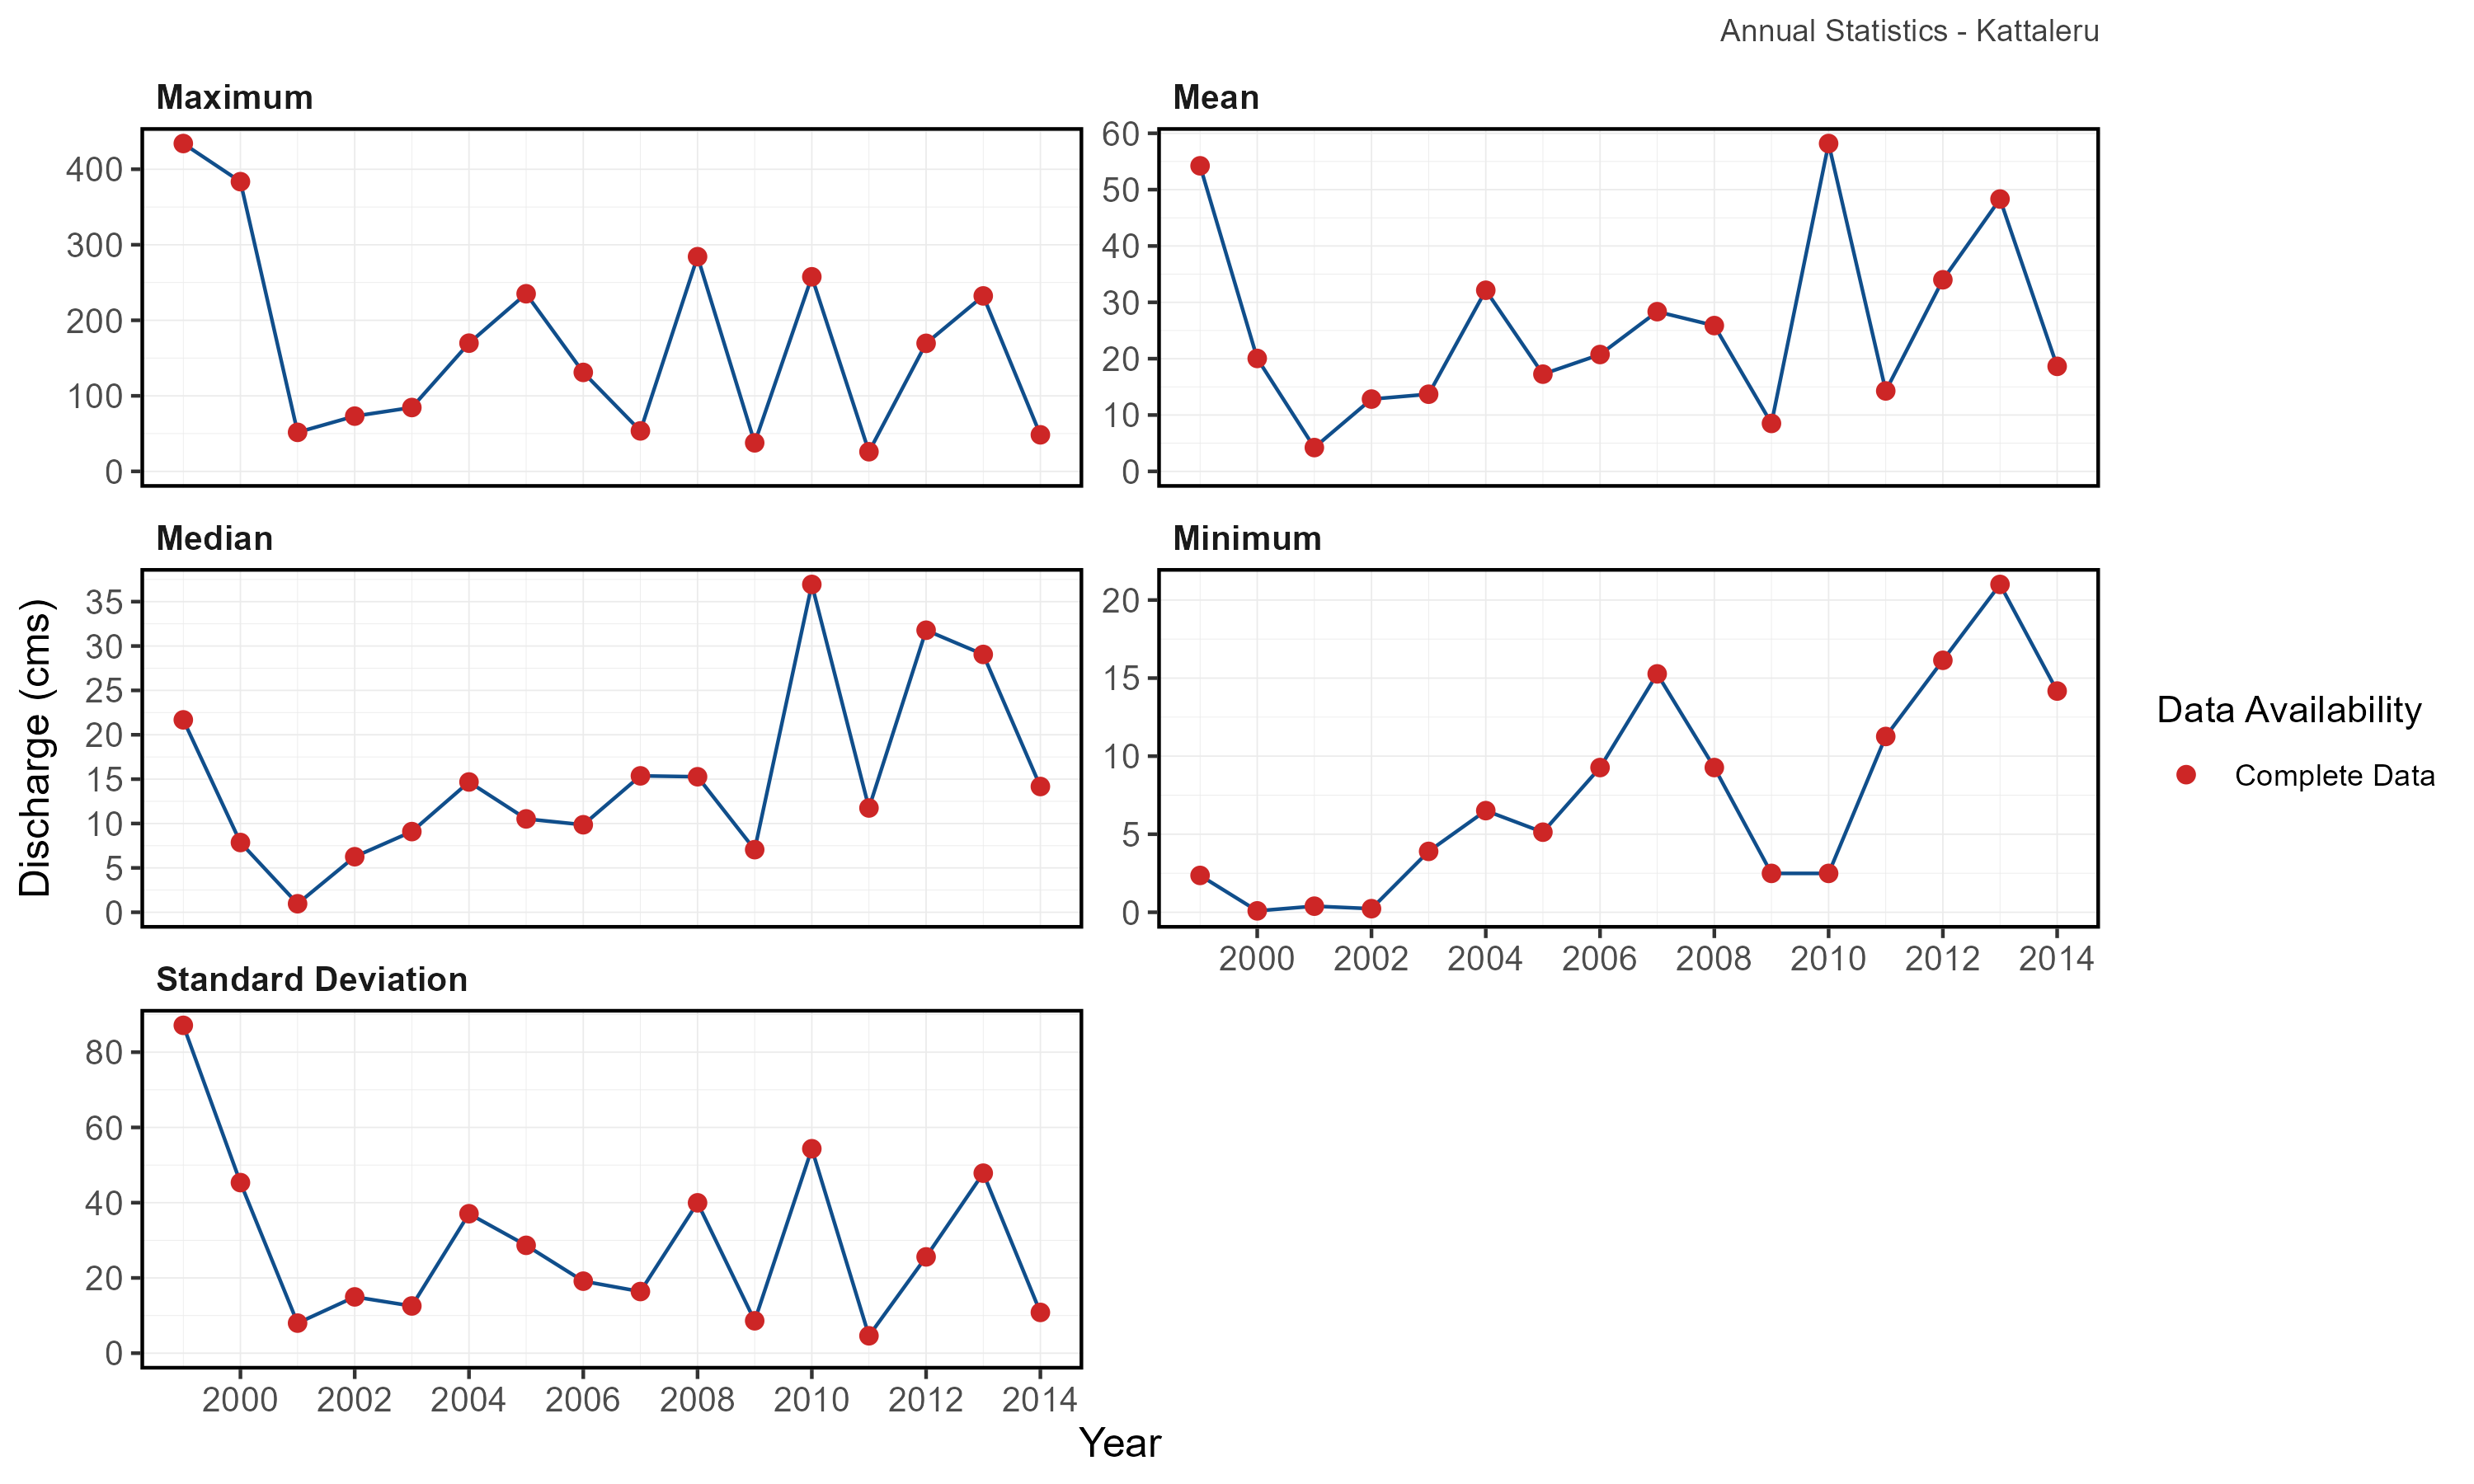 Annual Statistics - Kattaleru
Maximum
400
300
200
100
0
Mean
60
50
40
30
20
10
0
Discharge (cms)
Median
35
30
25
20
15
10
5
0
Minimum
20
15
10
5
0
2000 2002 2004 2006 2008 2010 2012 2014
Standard Deviation
80
60
40
20
0
2000 2002 2004 2006 2008 2010 2012 2014
Year
Data Availability
Complete Data